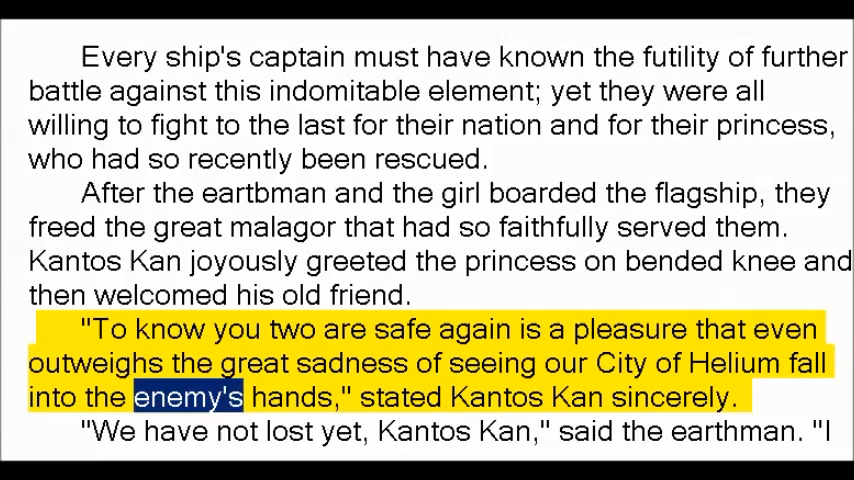 Every ship's captain must have known the futility of further
battle against this indomitable element; yet they were all
willing to fight to the last for their nation and for their princess,
who had so recently been rescued.
After the eartbman and the girl boarded the flagship, they
freed the great malagor that had so faithfully served them.
Kantos Kan joyously greeted the princess on bended knee and
then welcomed his old friend.
"To know you two are safe again is a pleasure that even
outweighs the great sadness of seeing our City of Helium fall
into the enemy's hands," stated Kantos Kan sincerely.
"We have not lost yet, Kantos Kan," said the earthman. "I